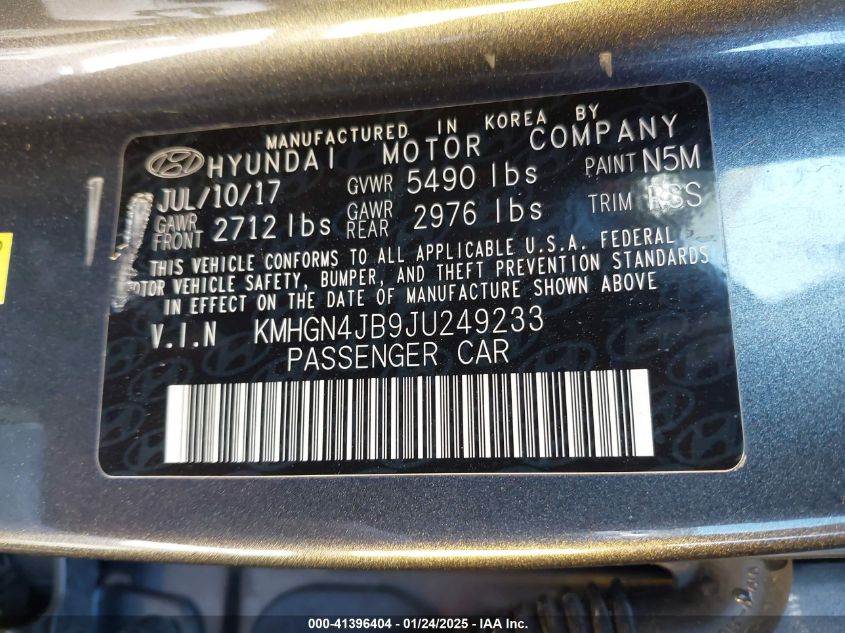 MANUFACTURED IN KOREA BY
HYUNDAI MOTOR COMPANY
JUL/10/17 GVWR 5490 lbs PAINT N5M
GAWR FRONT 2712 lbs GAWR REAR 2976 lbs TRIM RSS
THIS VEHICLE CONFORMS TO ALL APPLICABLE U.S.A. FEDERAL
MOTOR VEHICLE SAFETY, BUMPER, AND THEFT PREVENTION STANDARDS
IN EFFECT ON THE DATE OF MANUFACTURE SHOWN ABOVE
V.I.N KMHGN4JB9JU249233
PASSENGER CAR
000-41396404 — 01/24/2025 — IAA Inc.